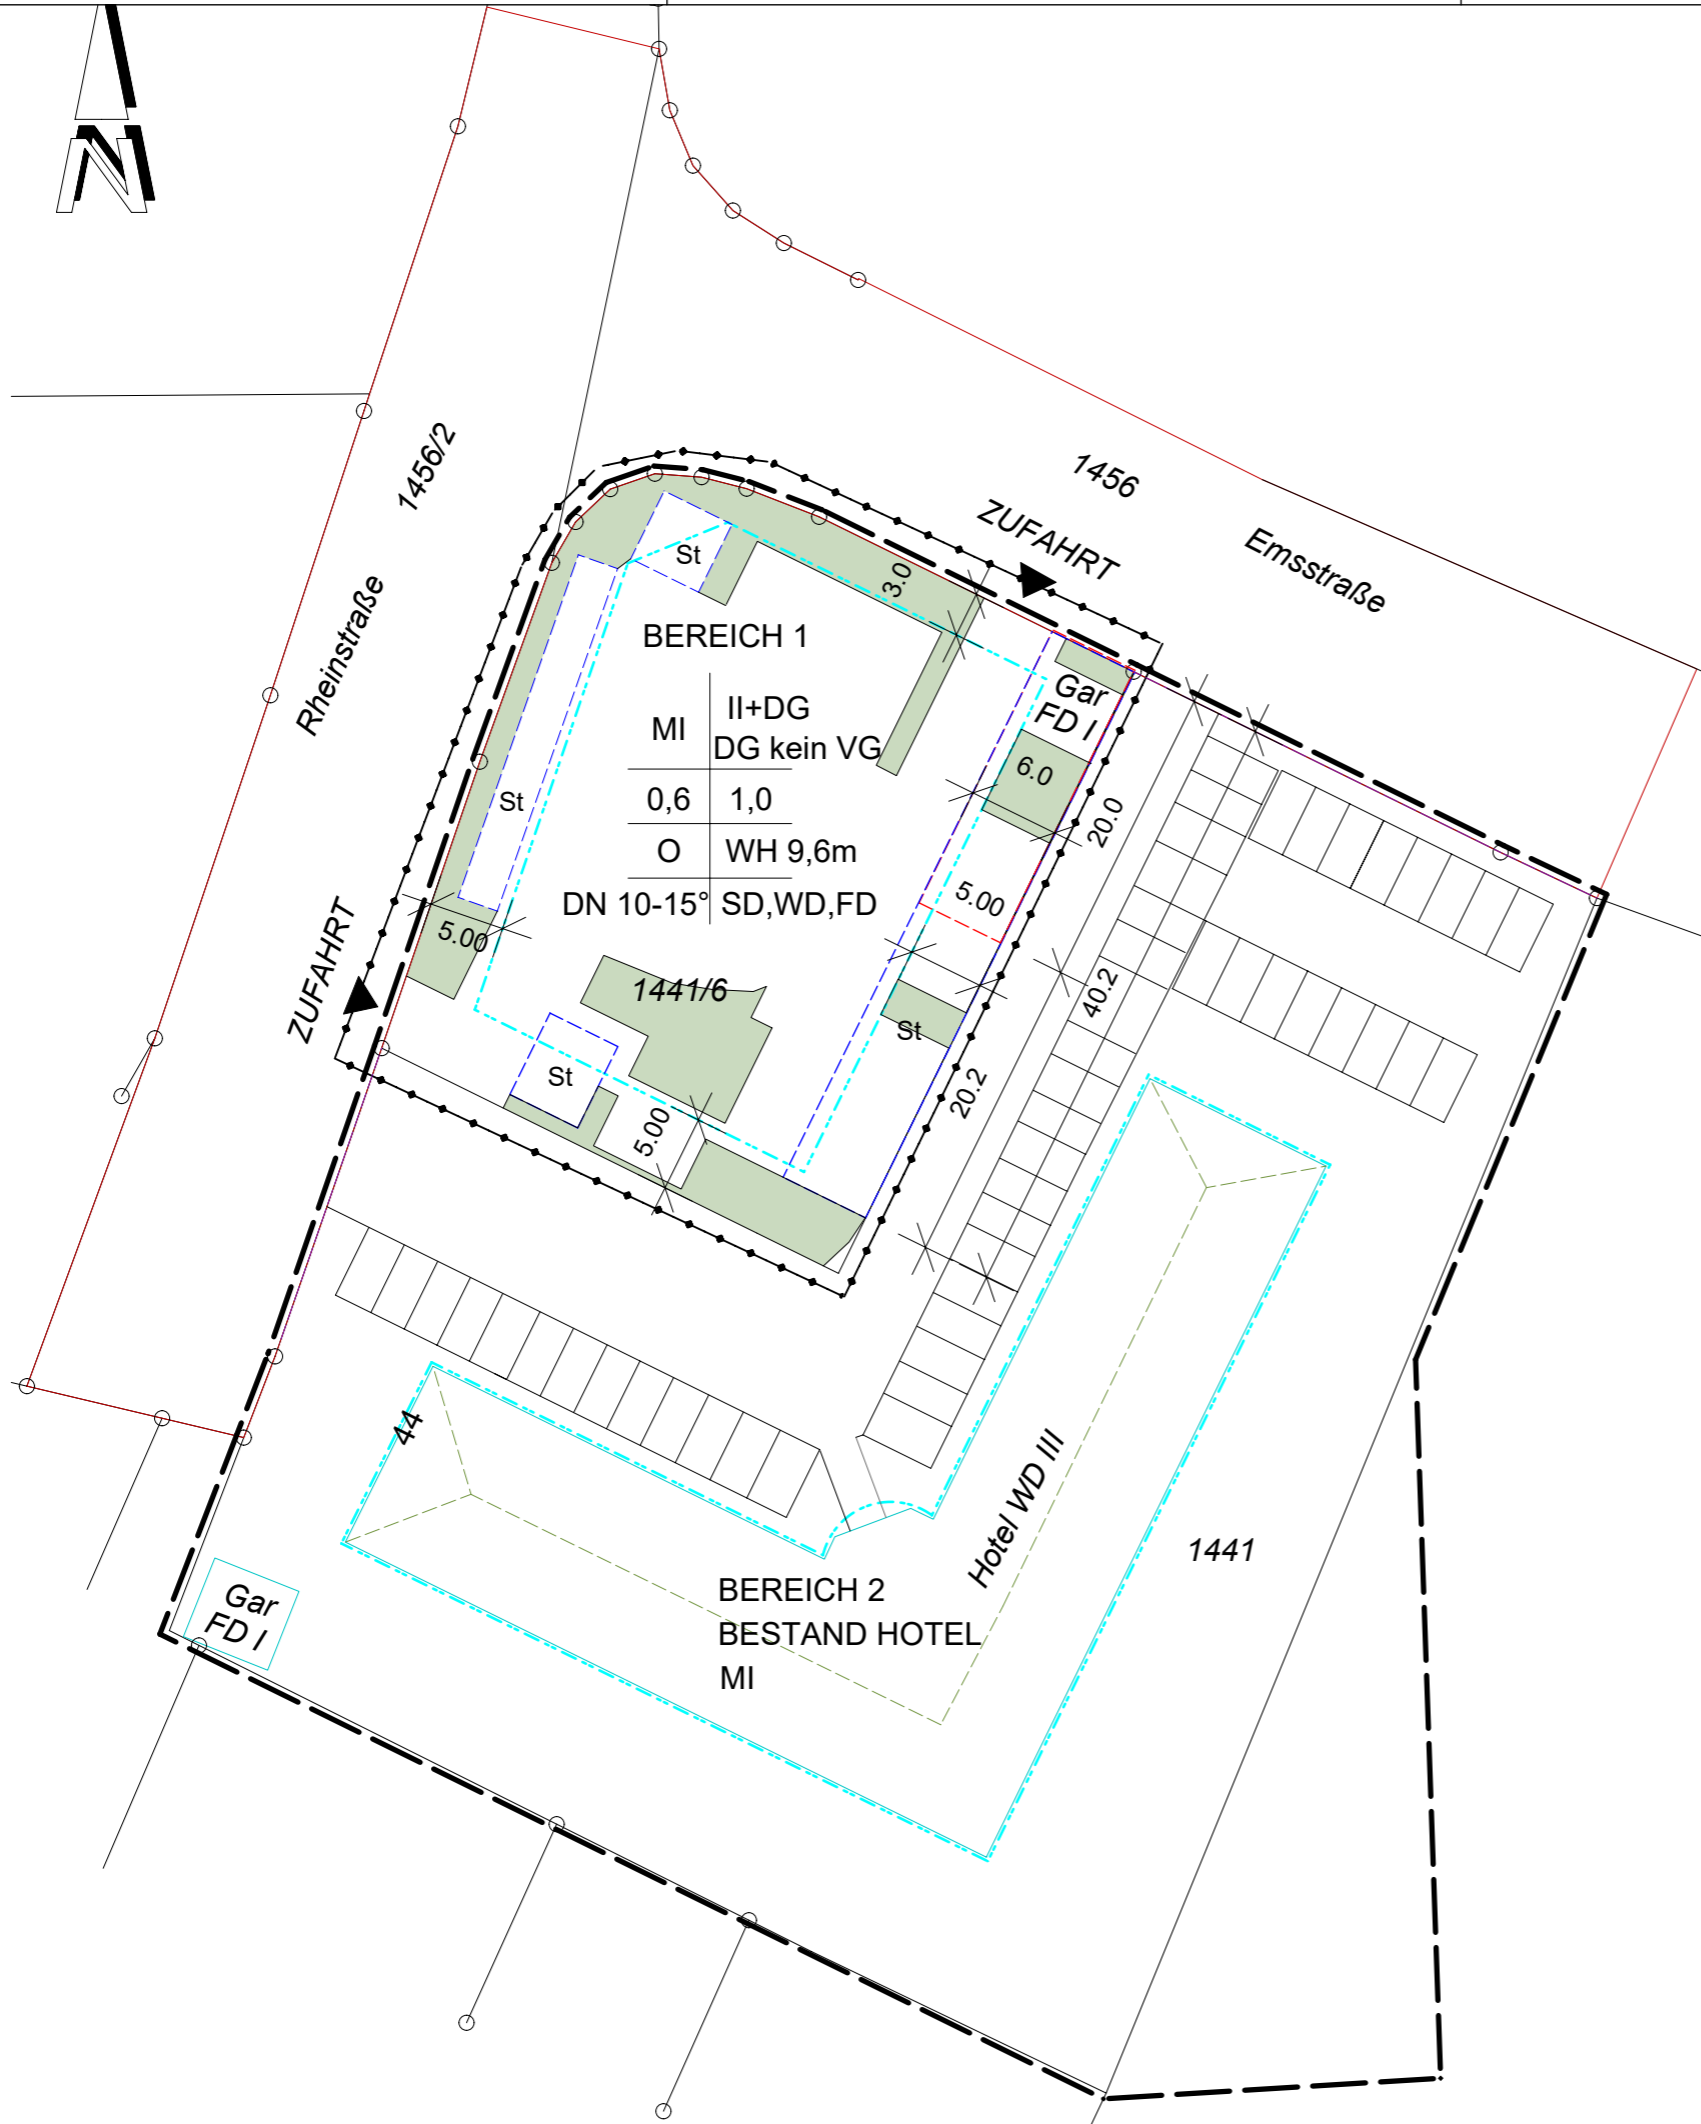 N
1456/2
1456
ZUFAHRT
Emsstraße
Rheinstraße
St
3.0
BEREICH 1
Gar
FD I
MI
II+DG
DG kein VG
6.0
St
0,6
1,0
20.0
O
WH 9,6m
DN 10-15°
SD,WD,FD
5.00
5.00
ZUFAHRT
1441/6
40.2
St
St
20.2
5.00
44
Hotel WD III
1441
BEREICH 2
BESTAND HOTEL
MI
Gar
FD I